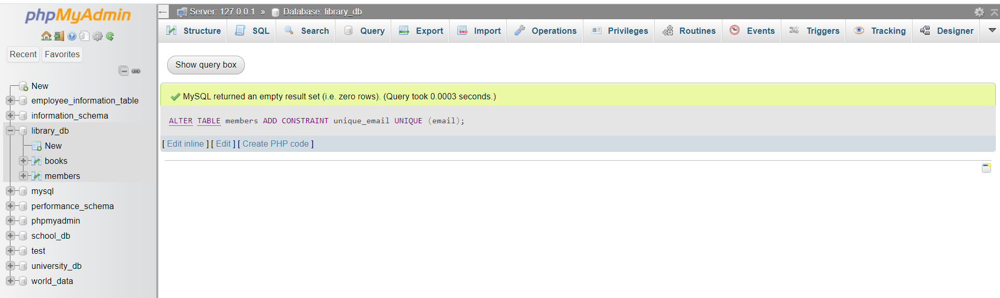 phpMyAdmin
Recent Favorites
New
employee_information_table
information_schema
library_db
New
books
members
mysql
performance_schema
phpmyadmin
school_db
test
university_db
world_data
Server: 127.0.0.1 » Database: library_db
Structure SQL Search Query Export Import Operations Privileges Routines Events Triggers Tracking Designer
Show query box
MySQL returned an empty result set (i.e. zero rows). (Query took 0.0003 seconds.)
ALTER TABLE members ADD CONSTRAINT unique_email UNIQUE (email);
[ Edit inline ] [ Edit ] [ Create PHP code ]